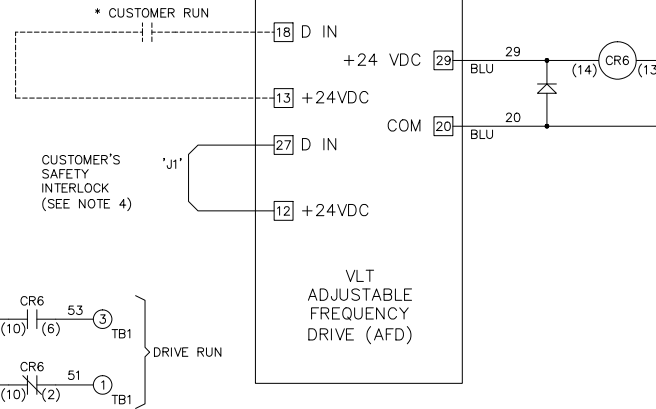 * CUSTOMER RUN
18 D IN
+24 VDC 29
29
BLU
CR6
(14)
(13
13 +24VDC
COM 20
20
BLU
27 D IN
CUSTOMER'S
SAFETY
INTERLOCK
(SEE NOTE 4)
'J1'
12 +24VDC
VLT
ADJUSTABLE
FREQUENCY
DRIVE (AFD)
CR6
53
3
(10) (6)
TB1
DRIVE RUN
CR6
51
1
(10) (2)
TB1